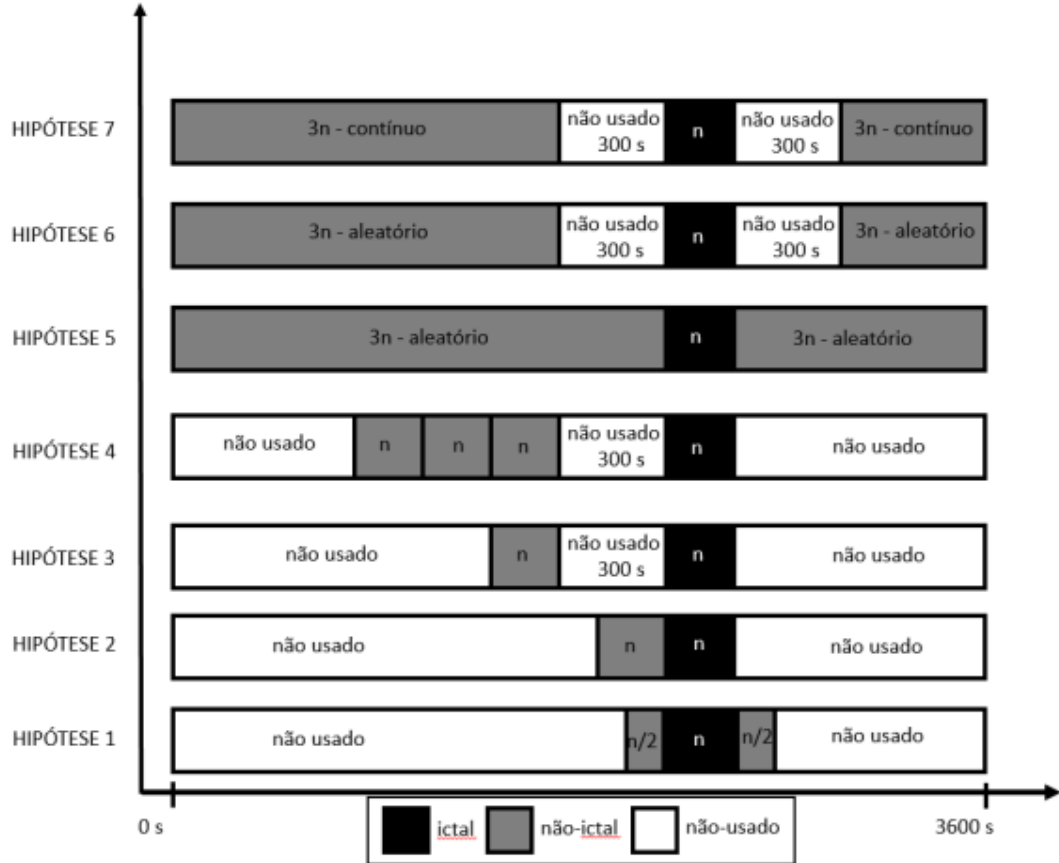 HIPÓTESE 7
3n - contínuo
não usado
300 s
n
não usado
300 s
3n - contínuo
HIPÓTESE 6
3n - aleatório
não usado
300 s
n
não usado
300 s
3n - aleatório
HIPÓTESE 5
3n - aleatório
n
3n - aleatório
HIPÓTESE 4
não usado
n
n
n
não usado
300 s
n
não usado
HIPÓTESE 3
não usado
n
não usado
300 s
n
não usado
HIPÓTESE 2
não usado
n
n
não usado
HIPÓTESE 1
não usado
n/2
n
n/2
não usado
0 s
3600 s
ictal
não-ictal
não-usado